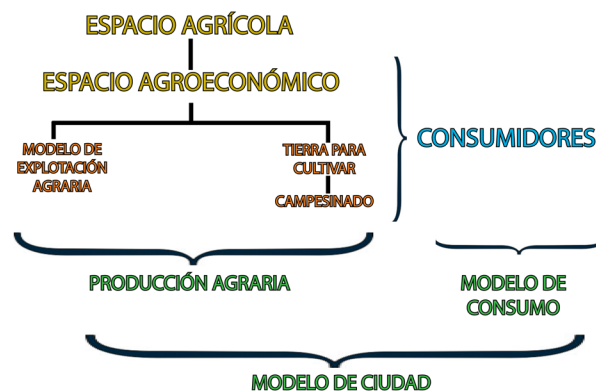 ESPACIO AGRÍCOLA
ESPACIO AGROECONÓMICO
MODELO DE
EXPLOTACIÓN
AGRARIA
TIERRA PARA
CULTIVAR
CAMPESINADO
CONSUMIDORES
PRODUCCIÓN AGRARIA
MODELO DE
CONSUMO
MODELO DE CIUDAD